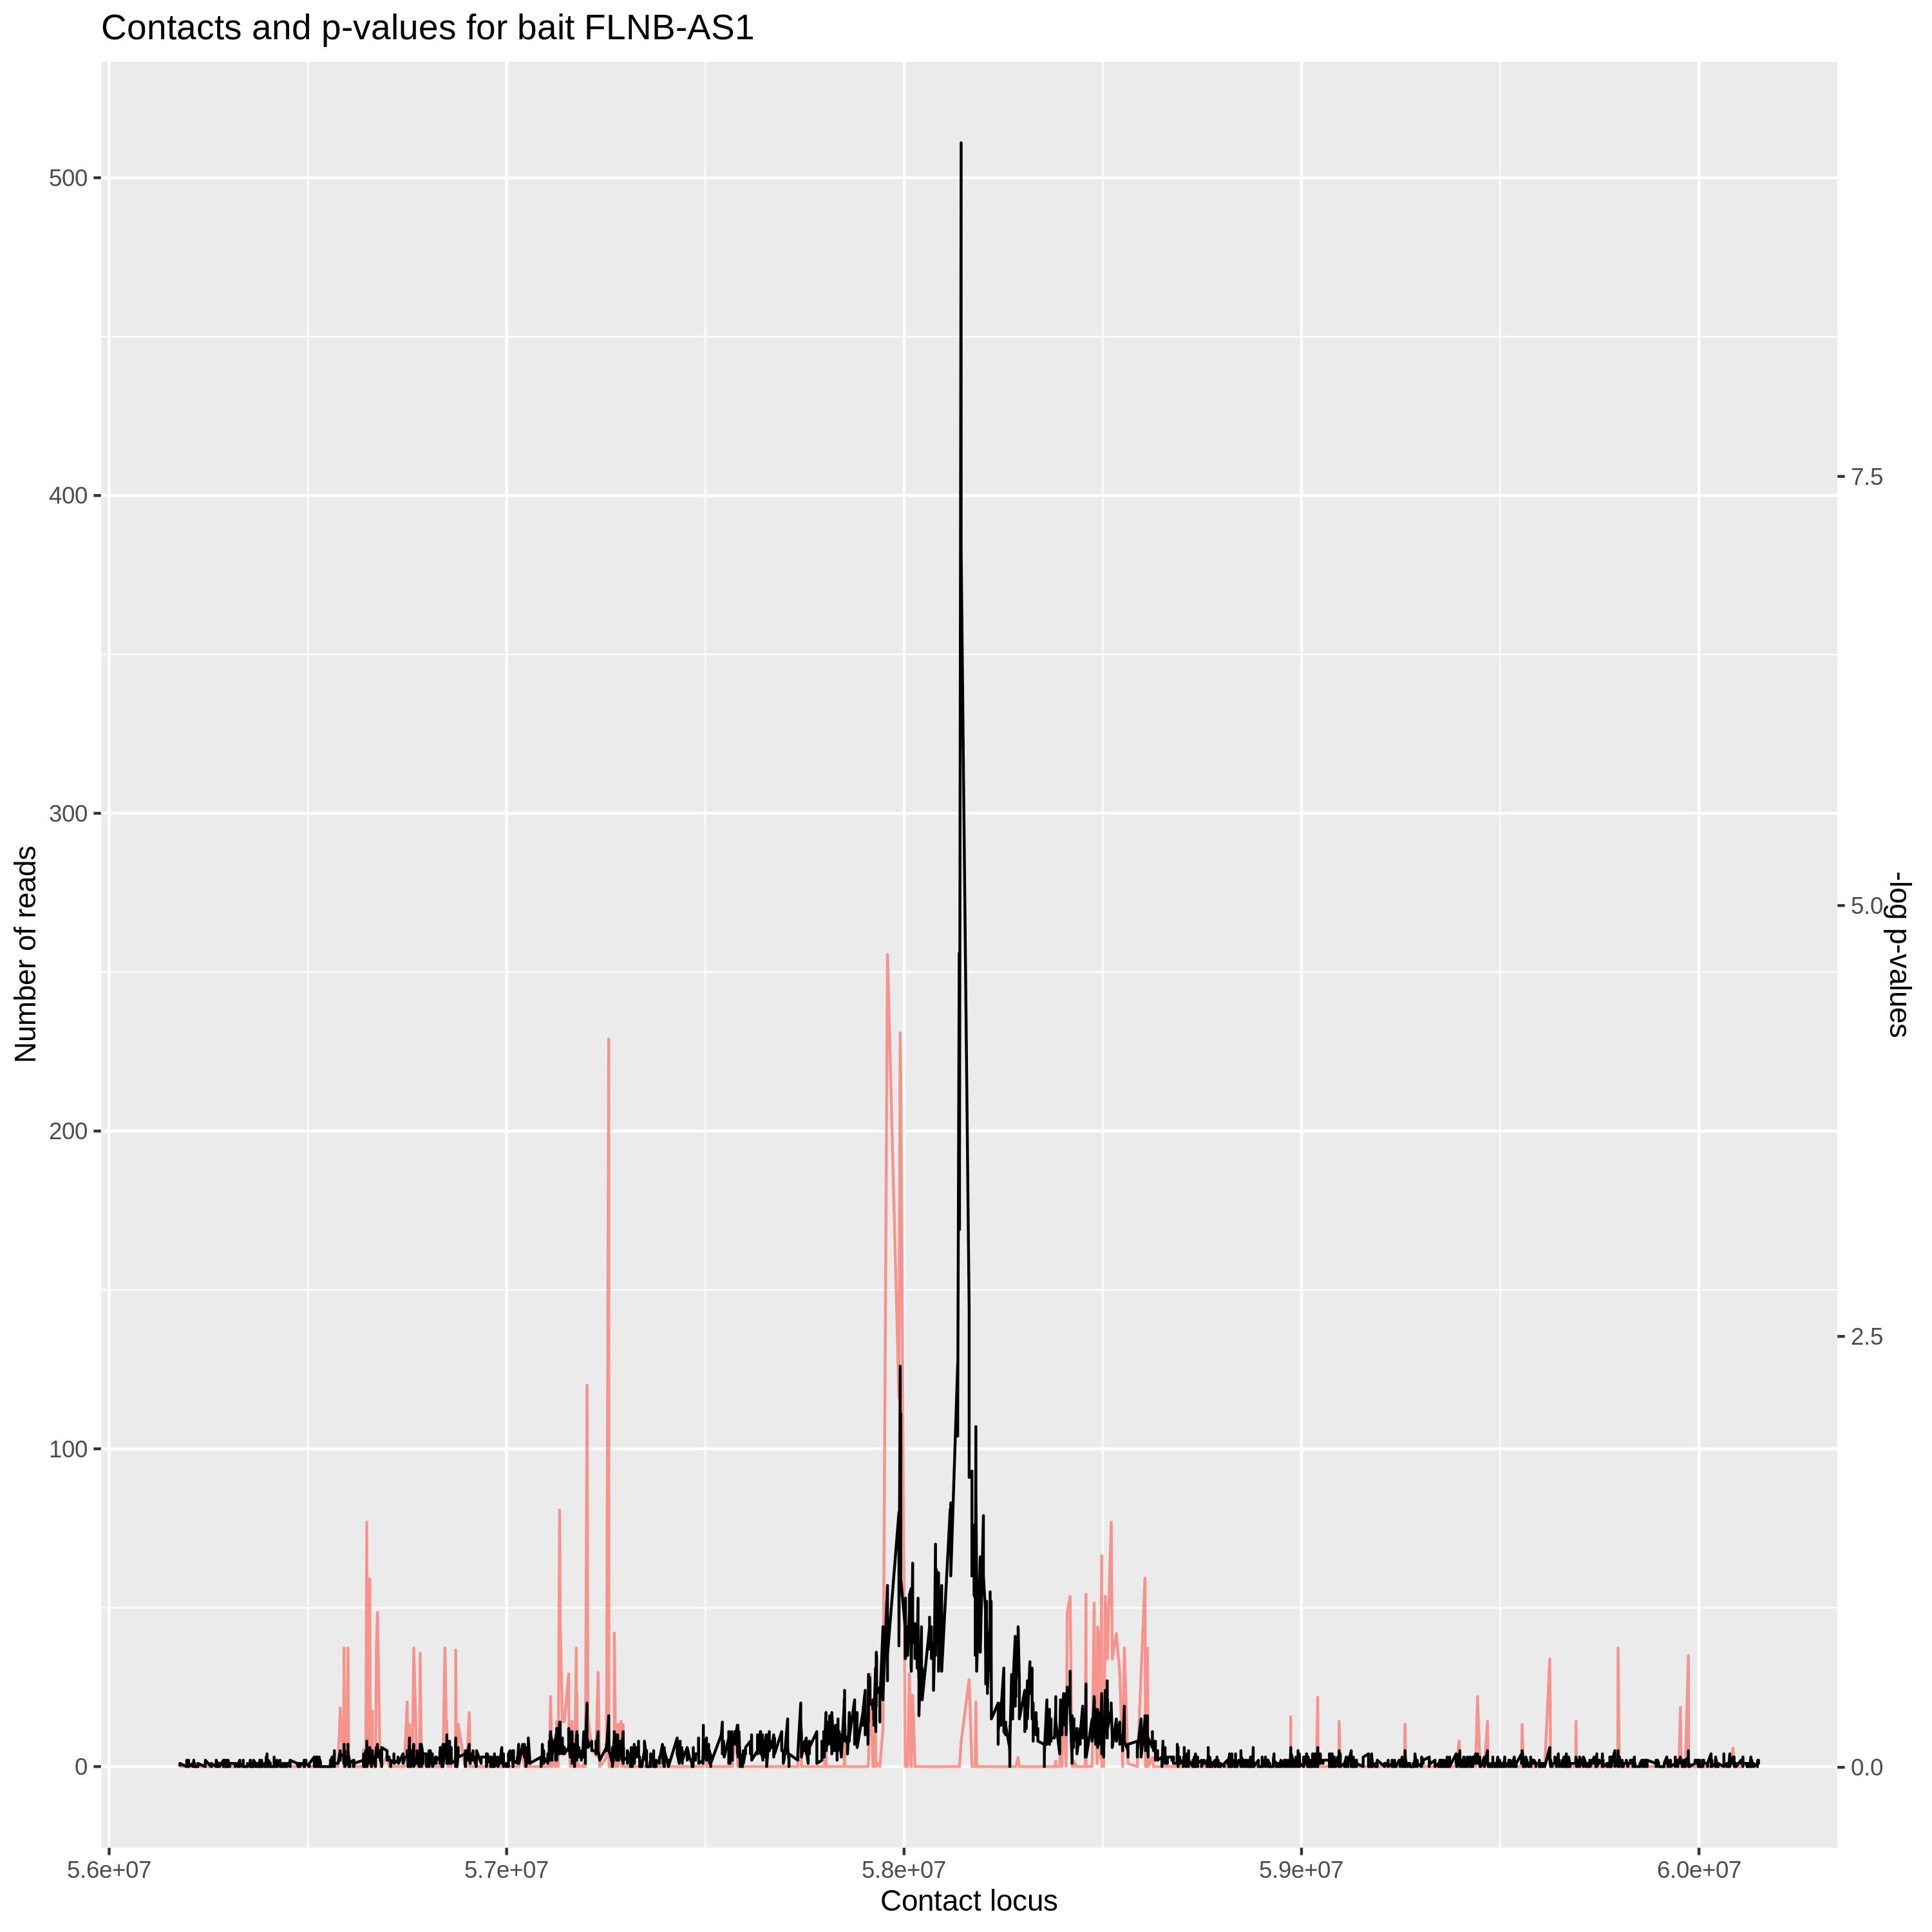 Contacts and p-values for bait FLNB-AS1
500
400
300
200
100
0
Number of reads
7.5
5.0
2.5
0.0
-log p-values
5.6e+07 5.7e+07 5.8e+07 5.9e+07 6.0e+07
Contact locus